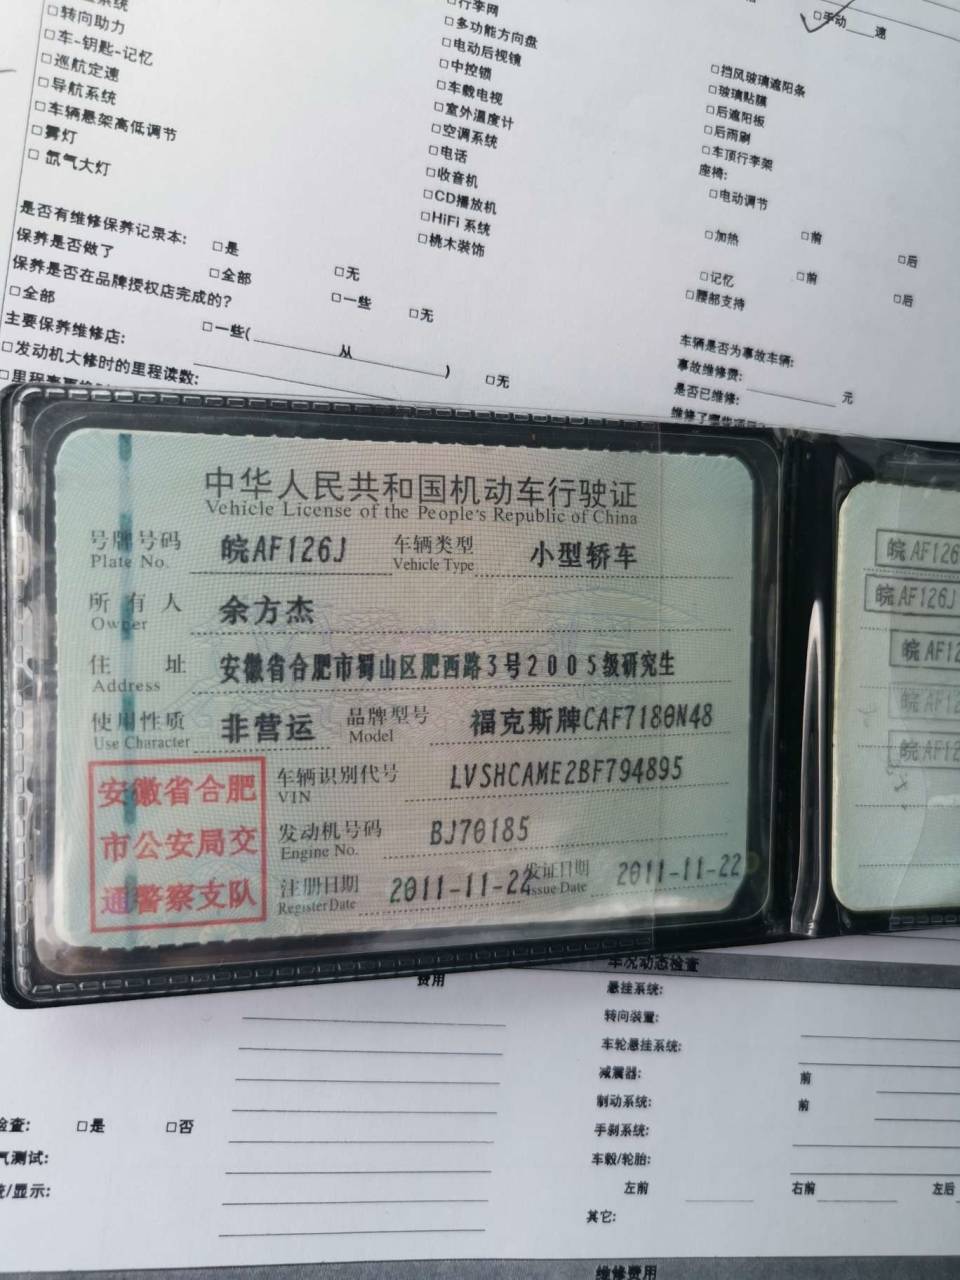 □转向助力
□车-钥匙-记忆
□巡航定速
□导航系统
□车辆悬架高低调节
□雾灯
□ 氙气大灯
是否有维修保养记录本: □是
保养是否做了 □全部 □无
保养是否在品牌授权店完成的? □一些 □无
□全部
主要保养维修店: □一些( 从 ) □无
□发动机大修时的里程读数:
□行李网
□多功能方向盘
□电动后视镜
□中控锁
□车载电视
□室外温度计
□空调系统
□电话
□收音机
□CD播放机
□HiFi 系统
□桃木装饰
□手动 速
□挡风玻璃遮阳条
□玻璃贴膜
□后遮阳板
□后雨刷
□车顶行李架
座椅:
□电动调节
□加热 □前 □后
□记忆 □前 □后
□腰部支持
车辆是否为事故车辆:
事故维修费: 元
是否已维修:
中华人民共和国机动车行驶证
Vehicle License of the People's Republic of China
号牌号码 皖AF126J 车辆类型 小型轿车
Plate No. Vehicle Type
所有人 余方杰
Owner
住址 安徽省合肥市蜀山区肥西路3号2005级研究生
Address
使用性质 非营运 品牌型号 福克斯牌CAF7180N48
Use Character Model
安徽省合肥
市公安局交
通警察支队
车辆识别代号 LVSHCAME2BF794895
VIN
发动机号码 BJ70185
Engine No.
注册日期 2011-11-22 发证日期 2011-11-22
Register Date Issue Date
皖AF126
皖AF126J
皖AF12
皖AF12
皖AF12
费用
车况动态检查
悬挂系统:
转向装置:
车轮悬挂系统:
减震器: 前
制动系统: 前
手刹系统:
车毂/轮胎:
左前 右前 左后
其它:
维修费用
检查: □是 □否
气测试:
/显示: